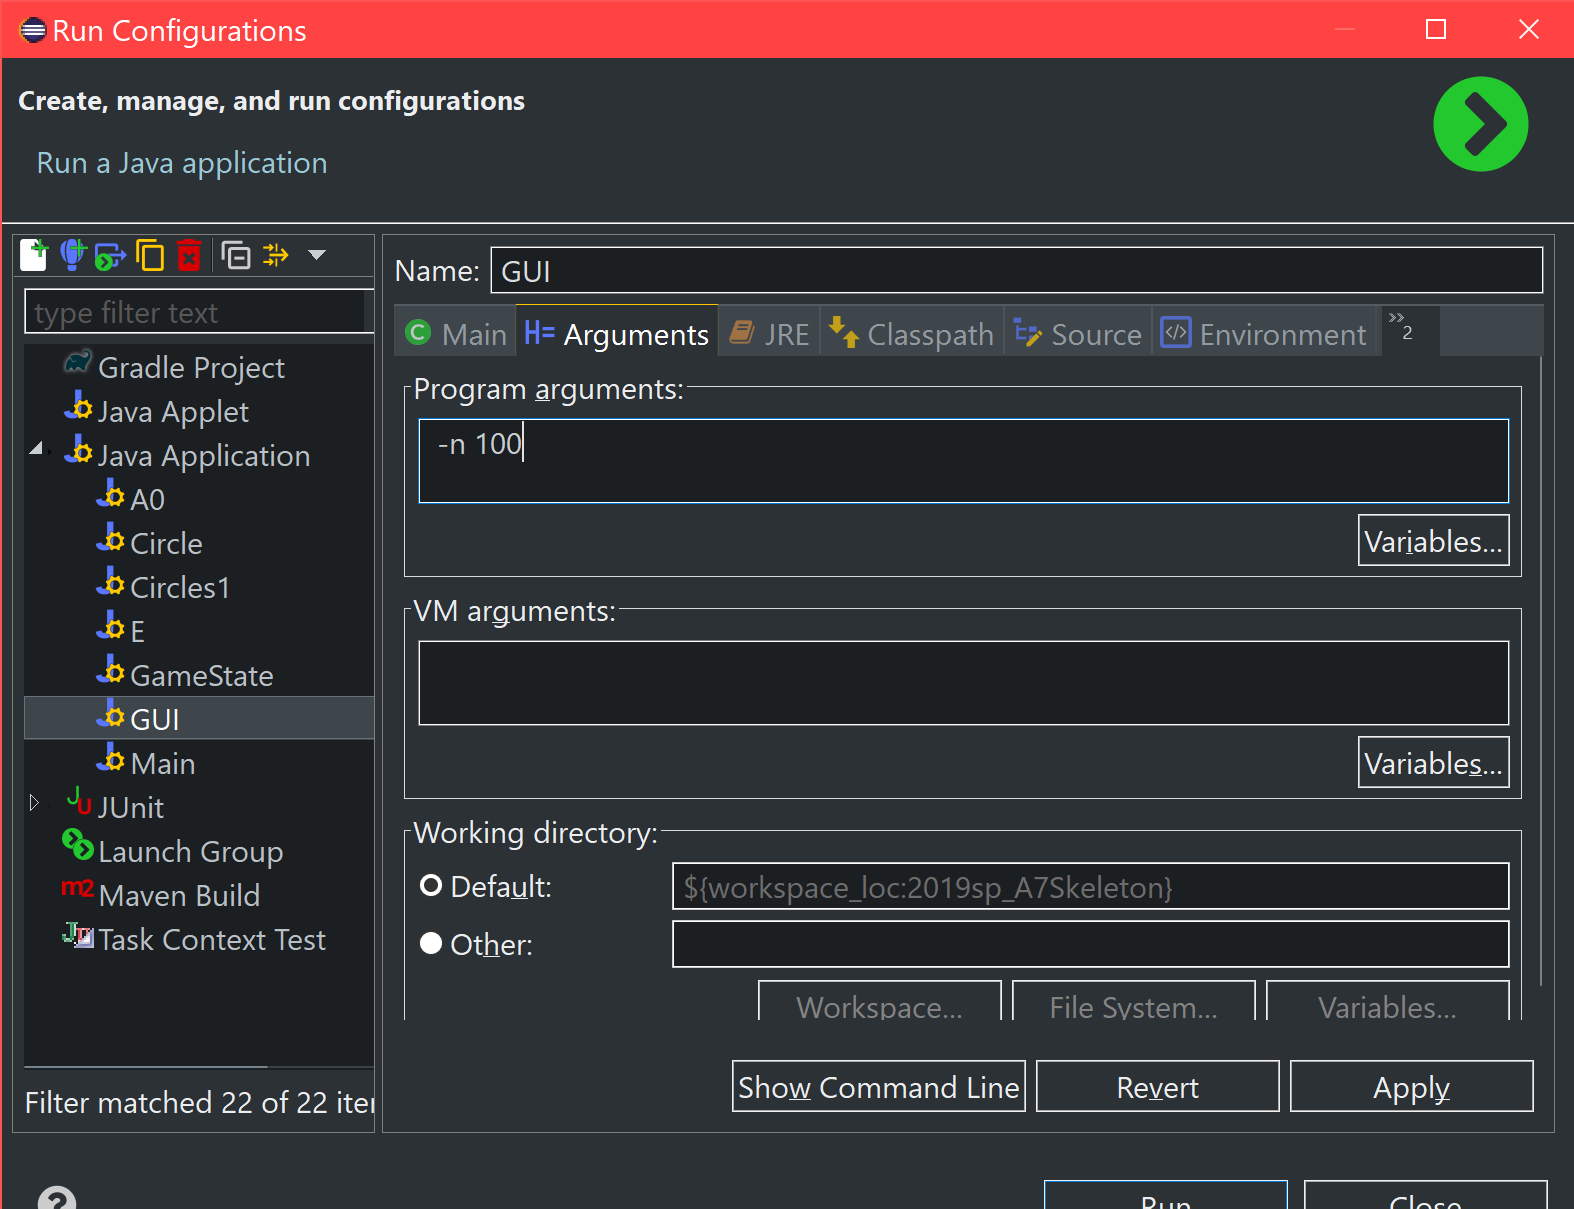 Run Configurations
Create, manage, and run configurations
Run a Java application
type filter text
Gradle Project
Java Applet
Java Application
A0
Circle
Circles1
E
GameState
GUI
Main
JUnit
Launch Group
Maven Build
Task Context Test
Filter matched 22 of 22 iter
Name: GUI
Main Arguments JRE Classpath Source Environment »2
Program arguments:
-n 100
Variables...
VM arguments:
Variables...
Working directory:
Default: ${workspace_loc:2019sp_A7Skeleton}
Other:
Workspace... File System... Variables...
Show Command Line Revert Apply
Run Close